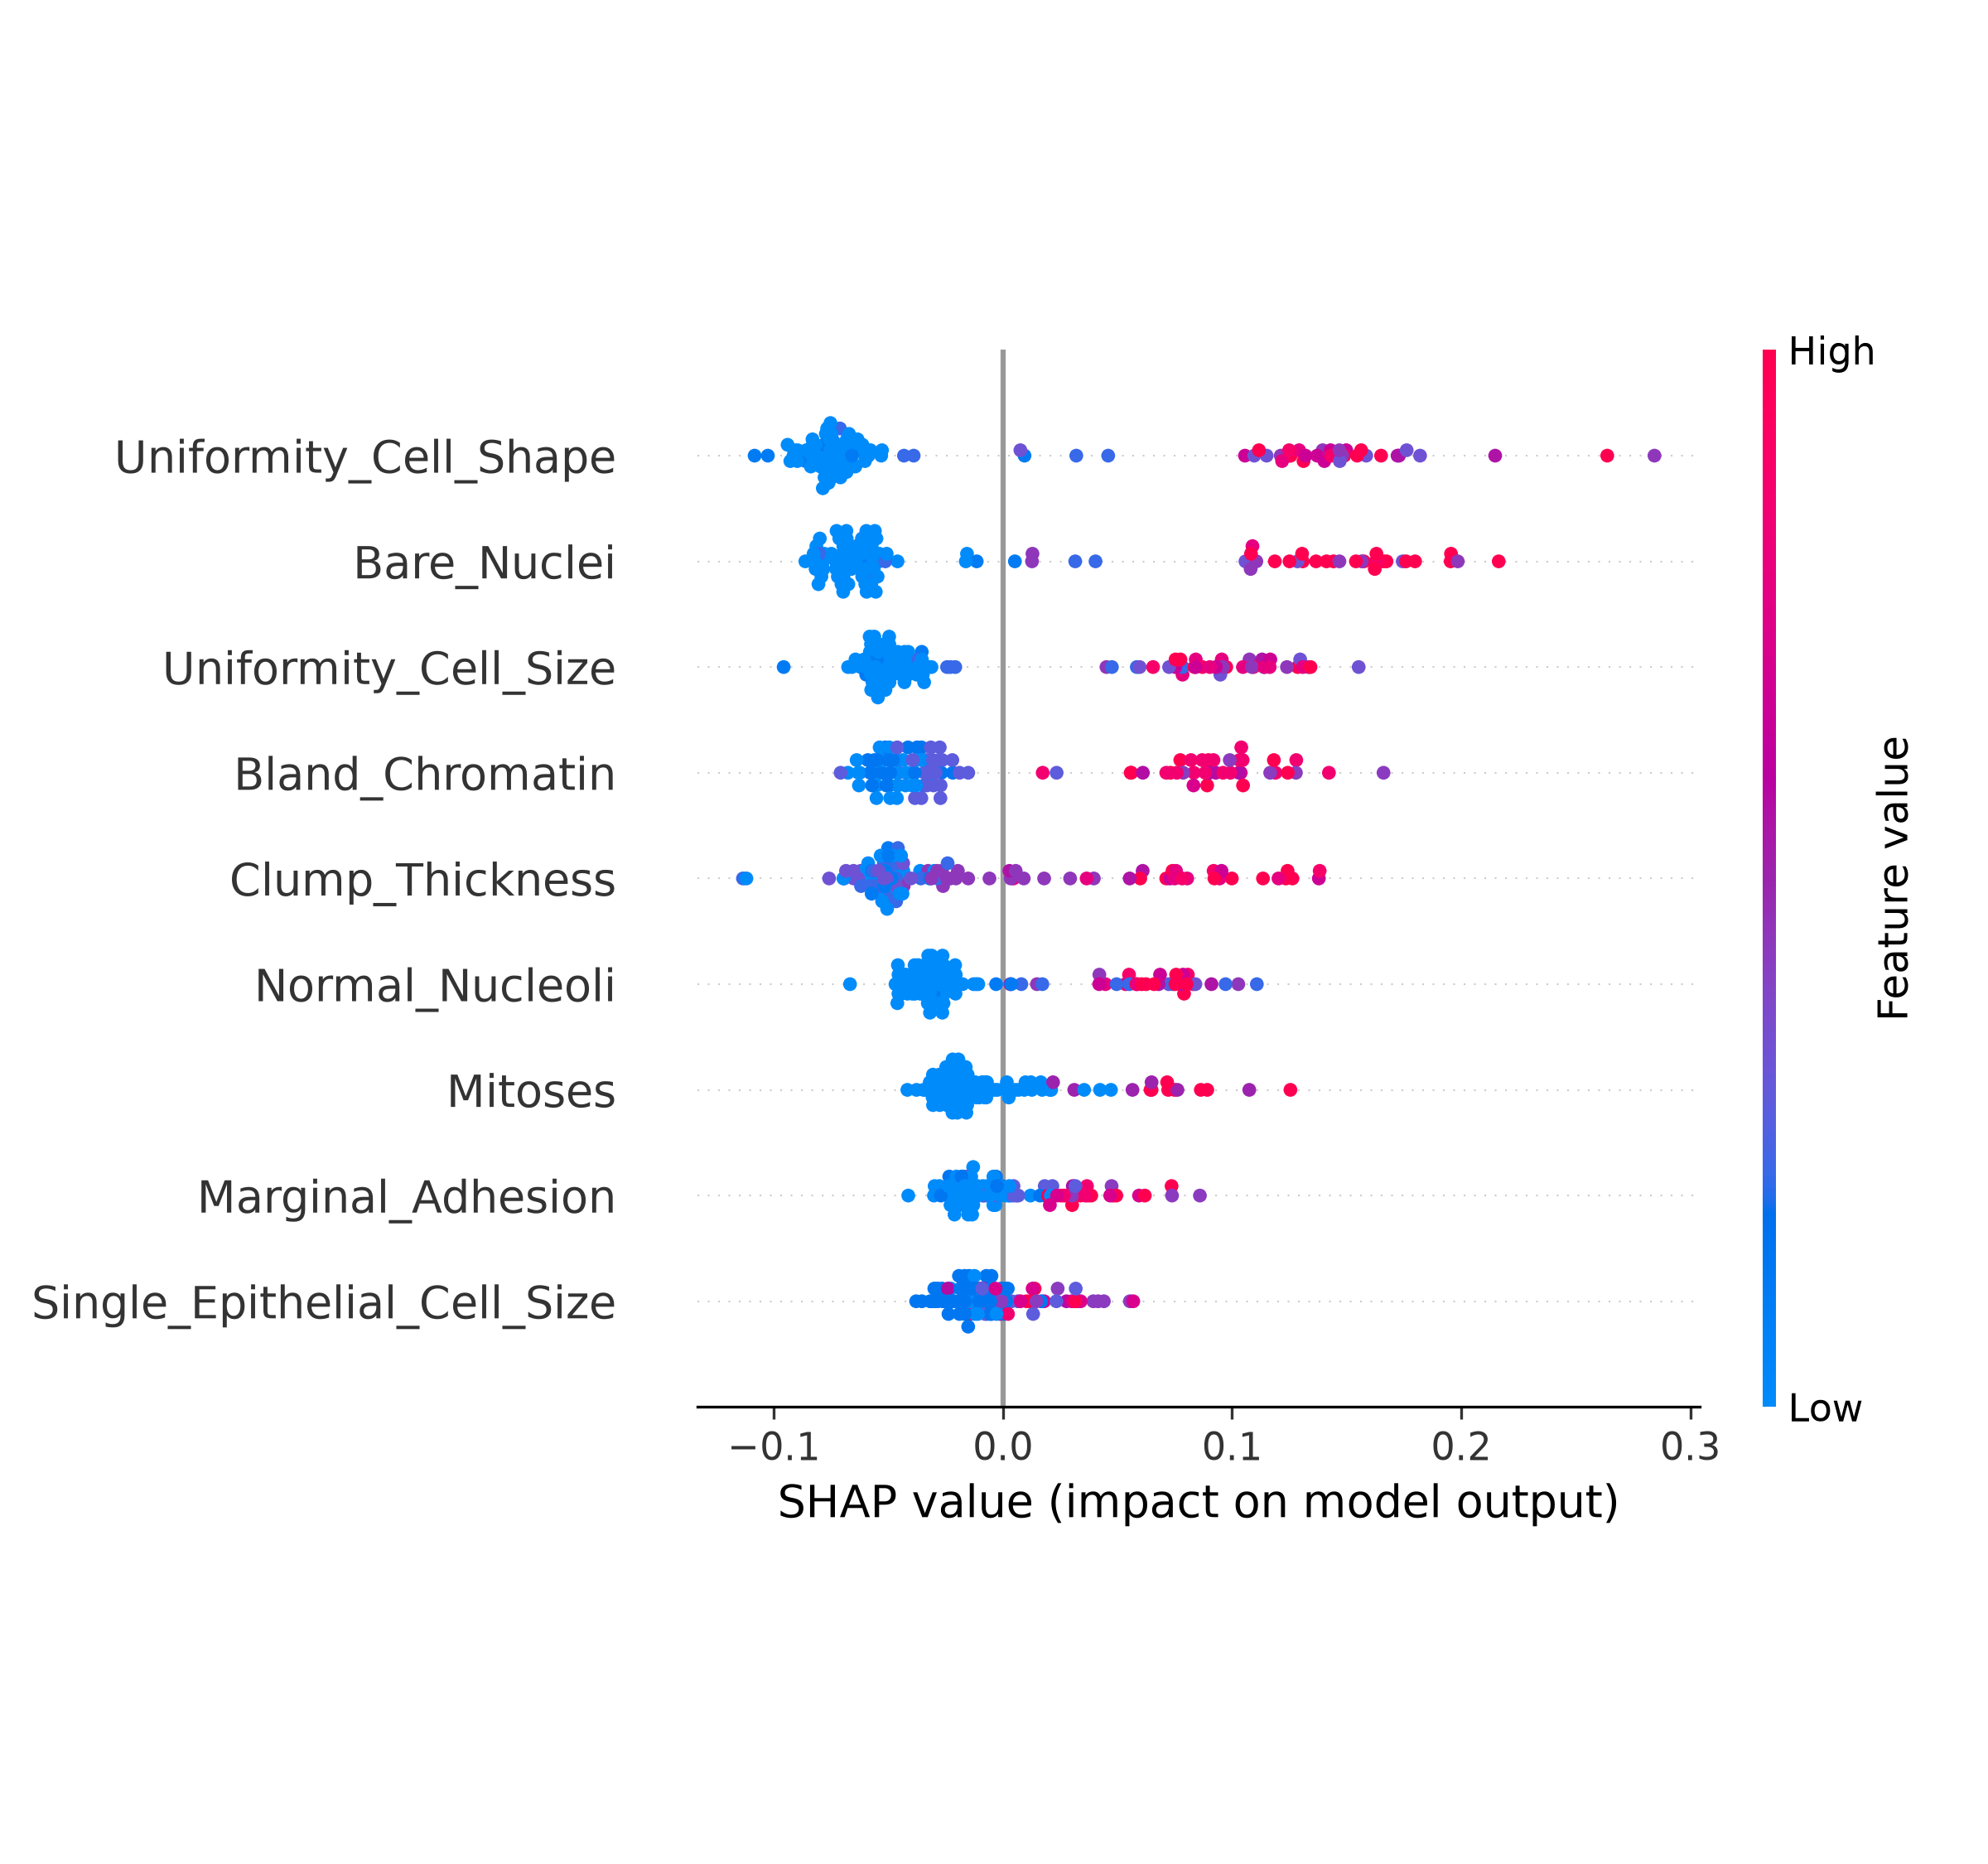 High
Uniformity_Cell_Shape
Bare_Nuclei
Uniformity_Cell_Size
Bland_Chromatin
Clump_Thickness
Normal_Nucleoli
Mitoses
Marginal_Adhesion
Single_Epithelial_Cell_Size
Feature value
Low
−0.1 0.0 0.1 0.2 0.3
SHAP value (impact on model output)